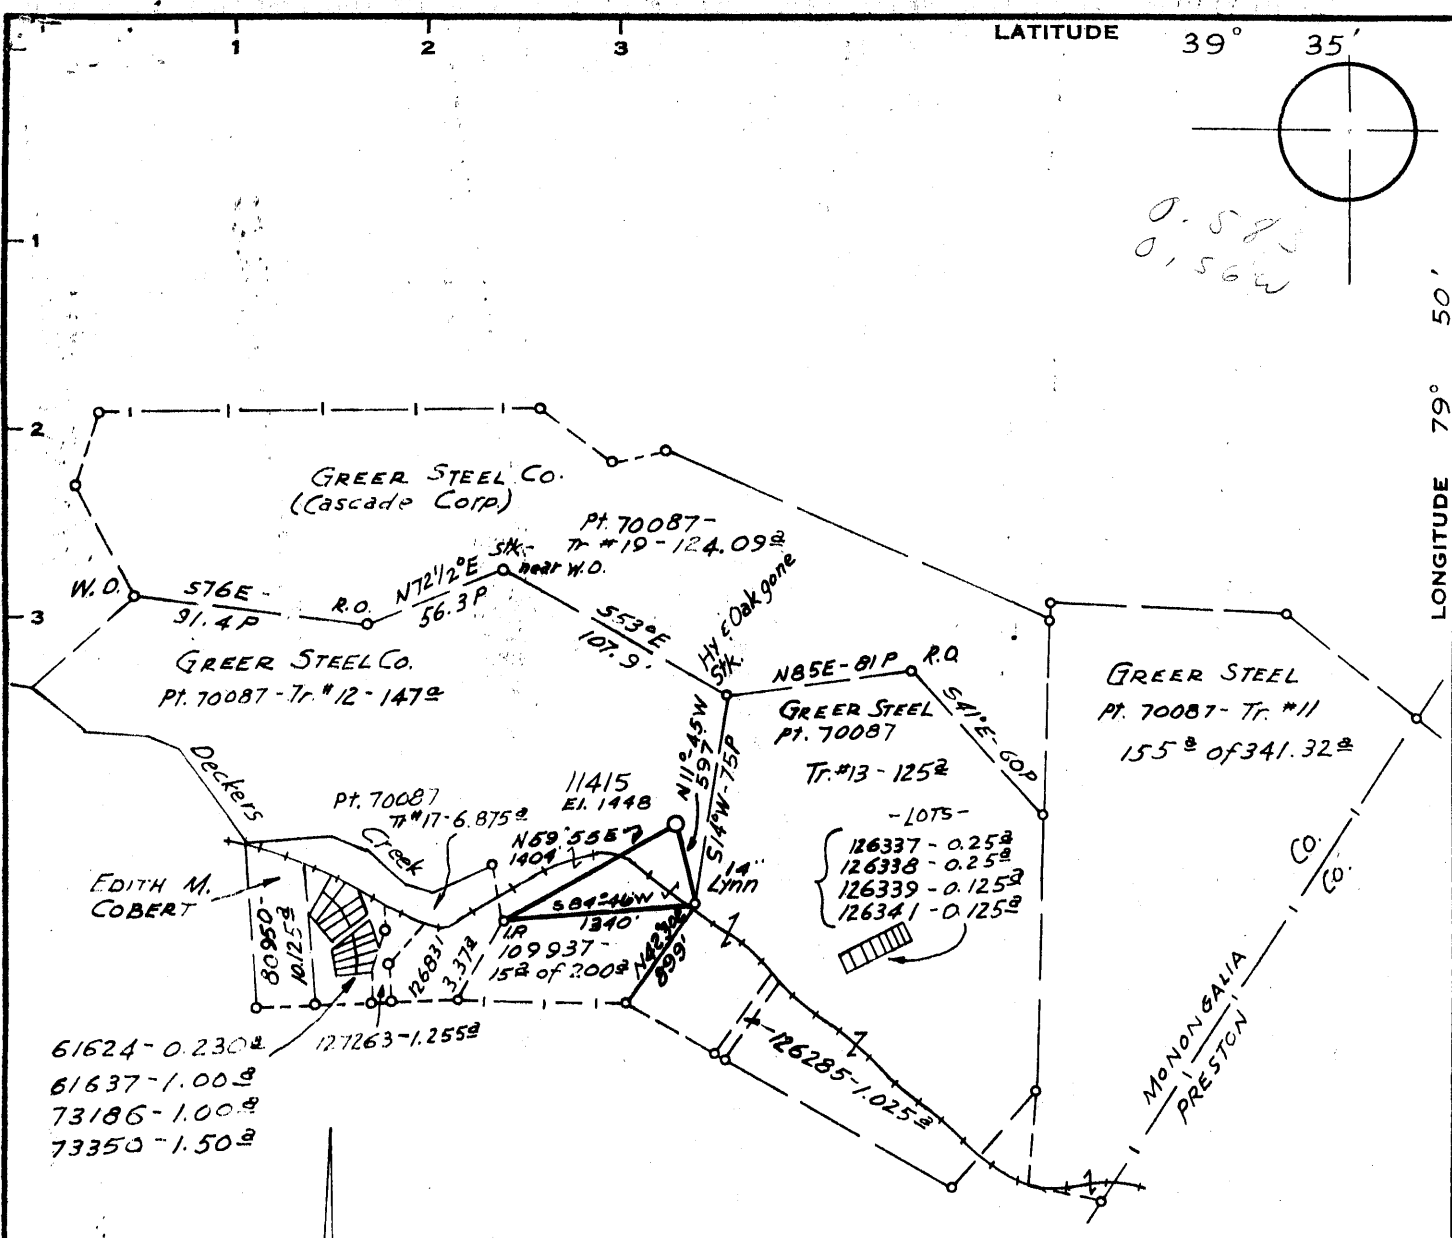 1 2 3
LATITUDE 39° 35'
1
2
3
LONGITUDE 79° 50'
GREER STEEL CO.
(Cascade Corp.)
Pt. 70087-
Tr #19-124.09a
Stk-
near W.O.
W.O.
S76E-
91.4P
R.O.
N72½°E
56.3P
S53°E
107.9.
Hy & Oak gone
Stk.
GREER STEEL CO.
Pt. 70087-Tr. #12-147a
N85E-81P
R.O.
GREER STEEL
Pt. 70087
Tr. #13-125a
S41°E-60P
GREER STEEL
Pt. 70087-Tr. #11
155a of 341.32a
N11°-45W
597'
S14°W-75P
Deckers
Creek
Pt. 70087
Tr #17-6.875a
11415
El. 1448
N59°55E
1404'
S84°-46'W
1340'
14"
Lynn
-LOTS-
126337-0.25a
126338-0.25a
126339-0.125a
126341-0.125a
EDITH M.
COBERT
80950-
10.125a
126831
3.37a
I.P.
109937-
15a of 200a
899'
127263-1.255a
126285-1.025a
61624-0.230a
61637-1.00a
73186-1.00a
73350-1.50a
MONONGALIA CO.
PRESTON CO.